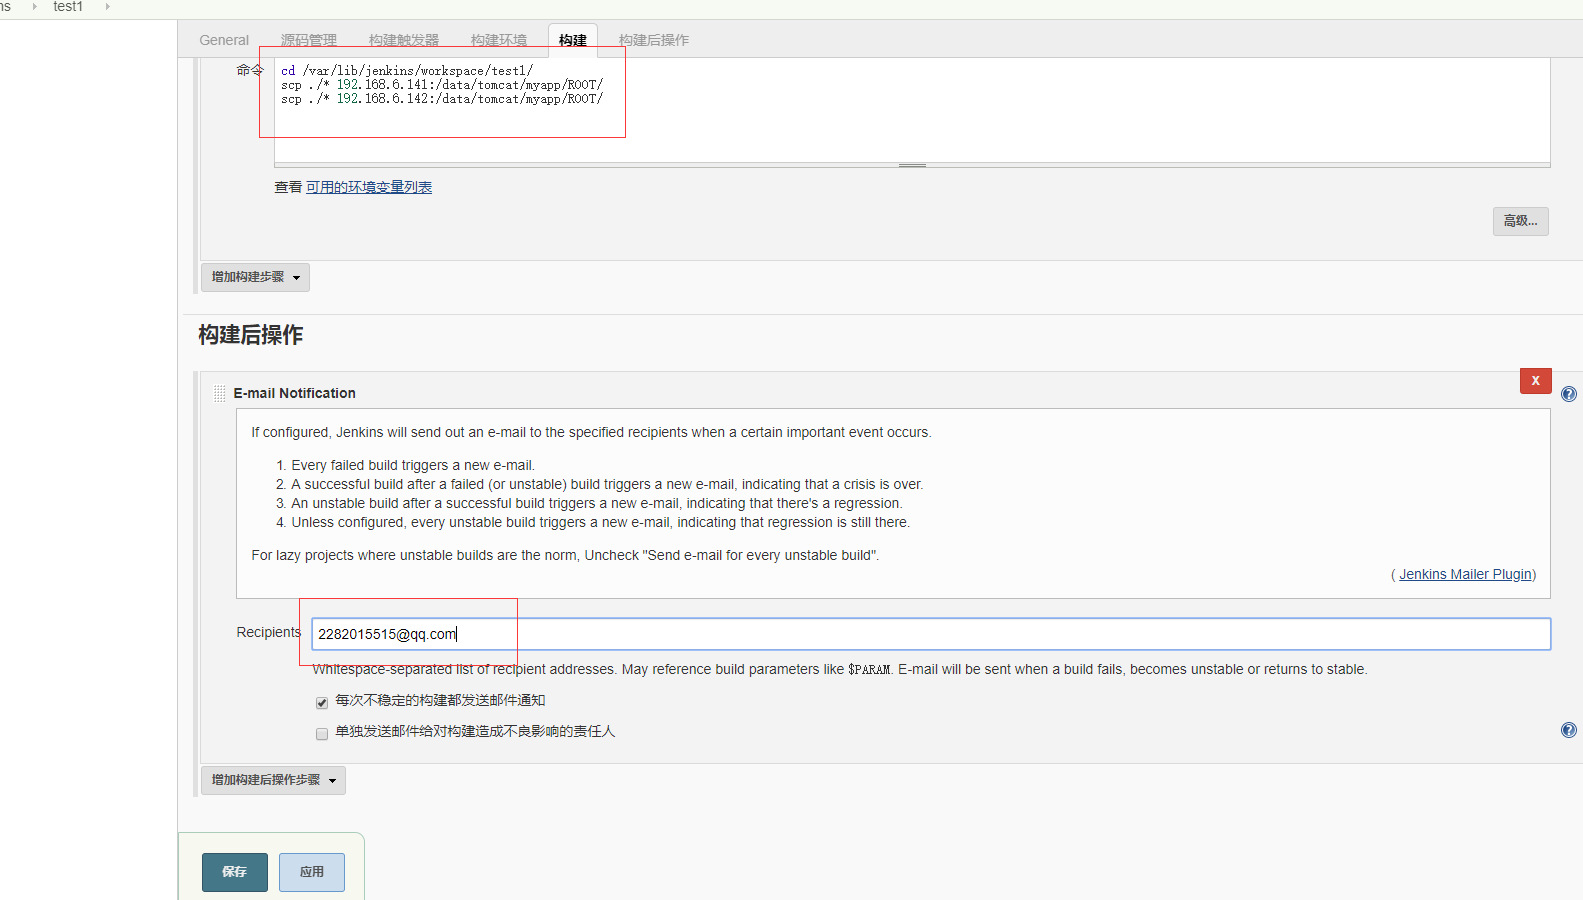 ns test1
General 源码管理 构建触发器 构建环境 构建 构建后操作
命令
cd /var/lib/jenkins/workspace/test1/
scp ./* 192.168.6.141:/data/tomcat/myapp/ROOT/
scp ./* 192.168.6.142:/data/tomcat/myapp/ROOT/
查看 可用的环境变量列表
高级...
增加构建步骤
构建后操作
E-mail Notification
X
If configured, Jenkins will send out an e-mail to the specified recipients when a certain important event occurs.
1. Every failed build triggers a new e-mail.
2. A successful build after a failed (or unstable) build triggers a new e-mail, indicating that a crisis is over.
3. An unstable build after a successful build triggers a new e-mail, indicating that there's a regression.
4. Unless configured, every unstable build triggers a new e-mail, indicating that regression is still there.
For lazy projects where unstable builds are the norm, Uncheck "Send e-mail for every unstable build".
( Jenkins Mailer Plugin)
Recipients 2282015515@qq.com
Whitespace-separated list of recipient addresses. May reference build parameters like $PARAM. E-mail will be sent when a build fails, becomes unstable or returns to stable.
每次不稳定的构建都发送邮件通知
单独发送邮件给对构建造成不良影响的责任人
增加构建后操作步骤
保存 应用